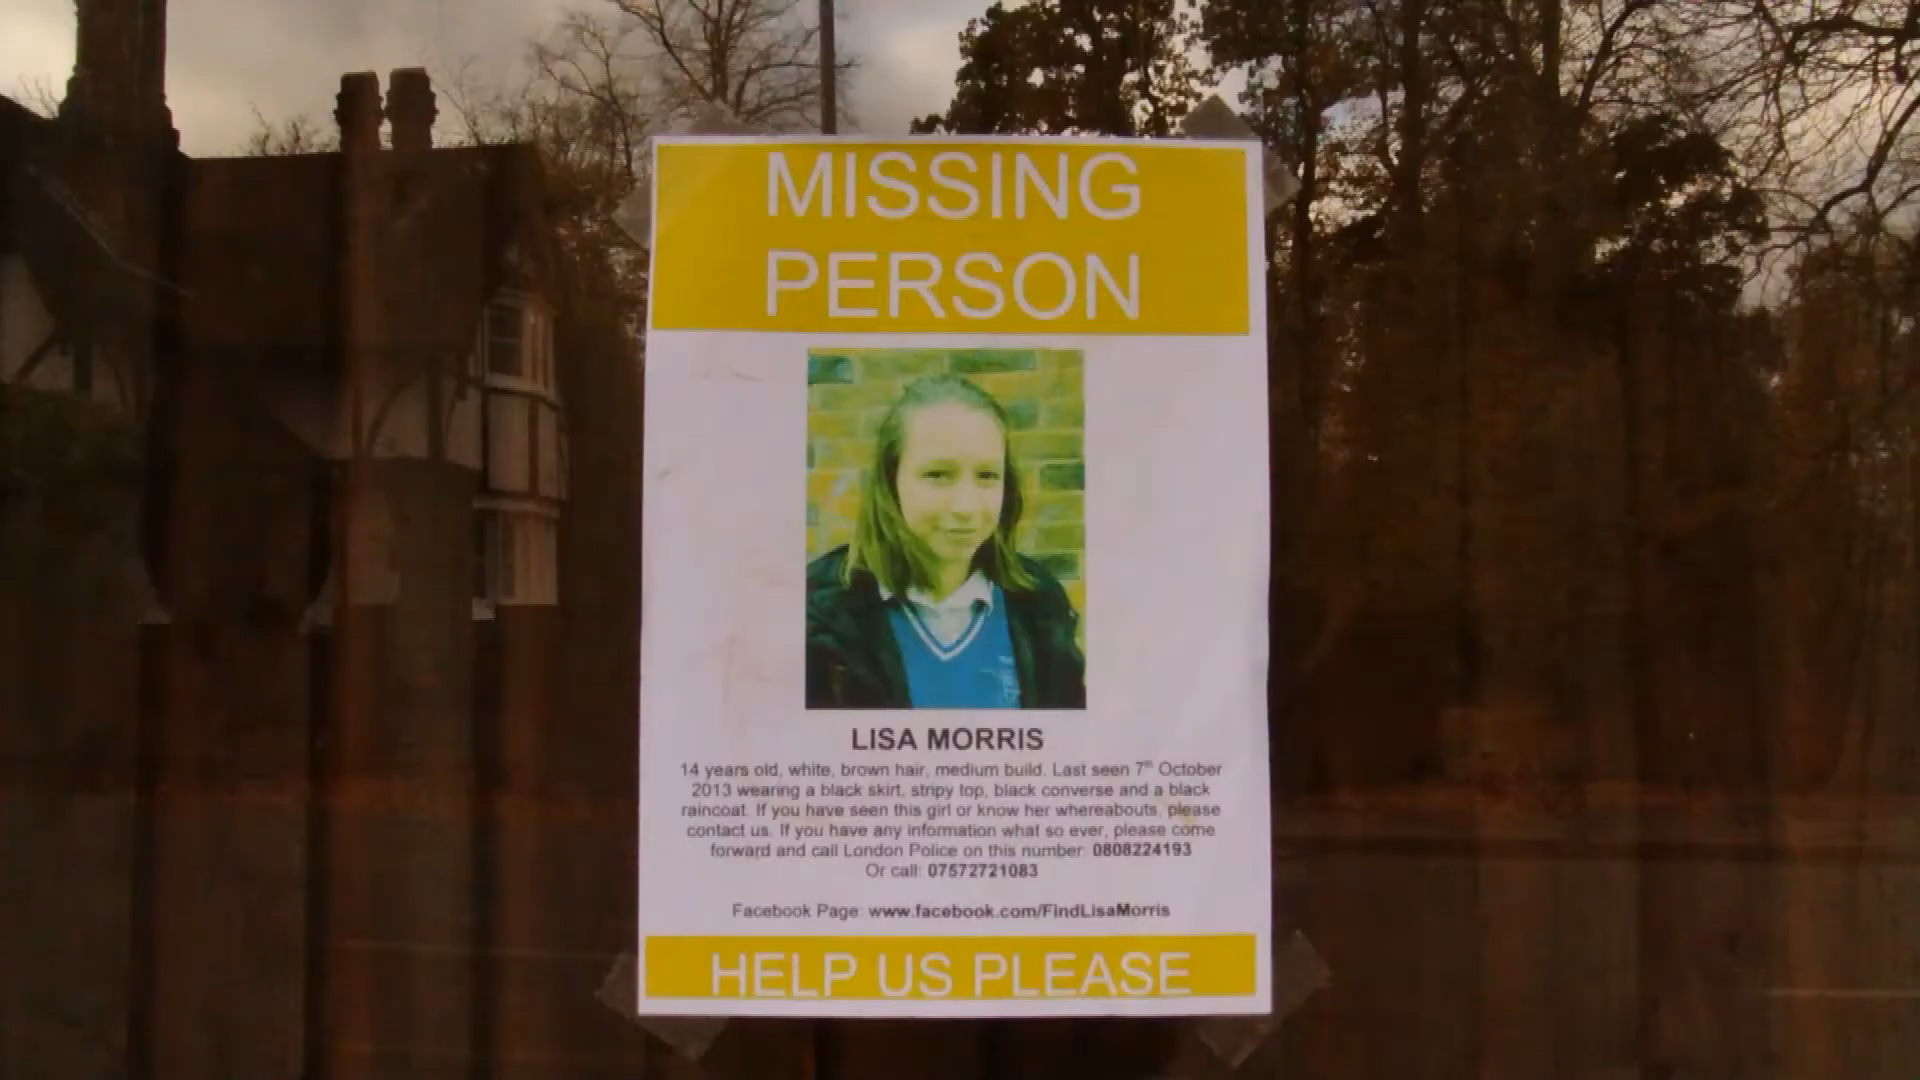 MISSING
PERSON
LISA MORRIS
14 years old, white, brown hair, medium build. Last seen 7th October
2013 wearing a black skirt, stripy top, black converse and a black
raincoat. If you have seen this girl or know her whereabouts, please
contact us. If you have any information what so ever, please come
forward and call London Police on this number: 0808224193
Or call: 07572721083
Facebook Page: www.facebook.com/FindLisaMorris
HELP US PLEASE